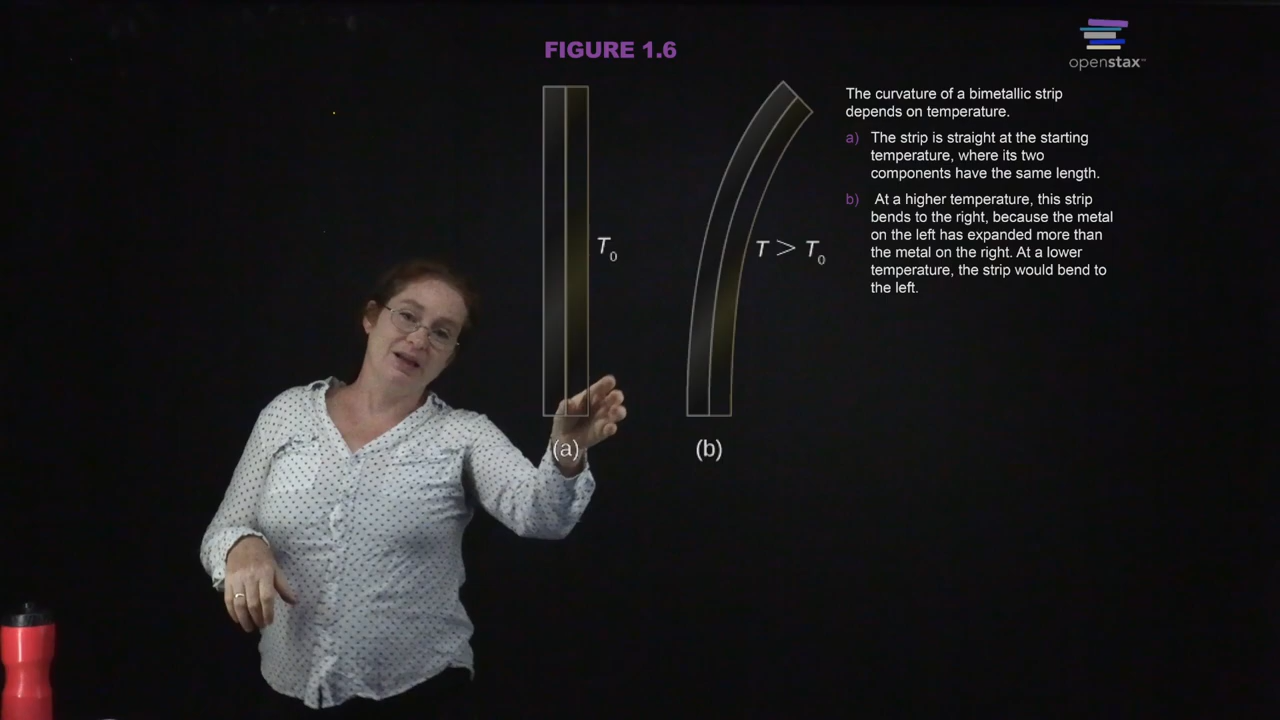 FIGURE 1.6
openstax™
The curvature of a bimetallic strip
depends on temperature.
a) The strip is straight at the starting
temperature, where its two
components have the same length.
b) At a higher temperature, this strip
bends to the right, because the metal
on the left has expanded more than
the metal on the right. At a lower
temperature, the strip would bend to
the left.
T₀
T > T₀
(a)
(b)